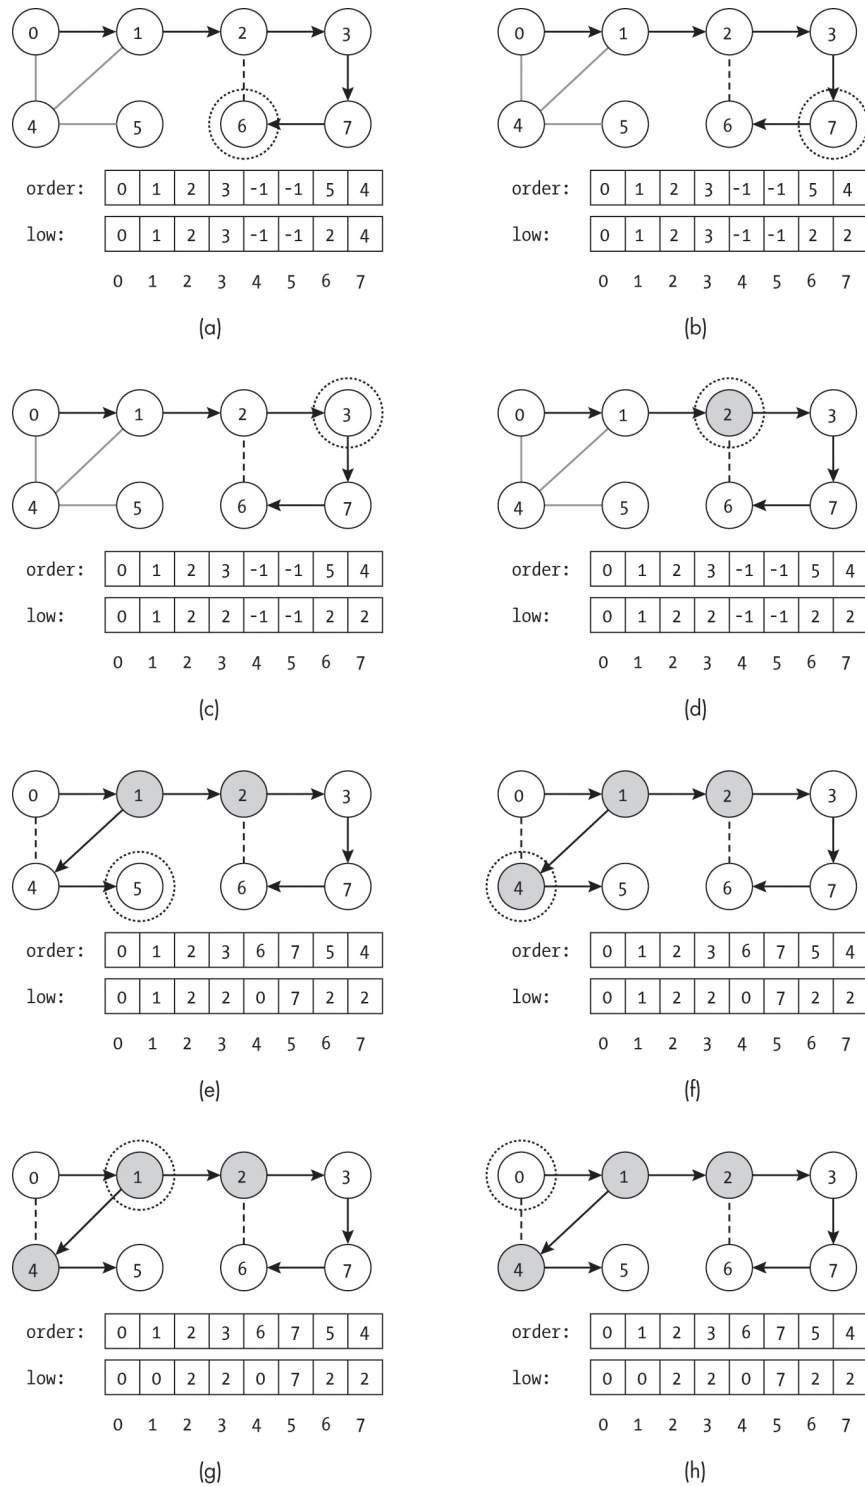 0 1 2 3 0 1 2 3
4 5 6 7 4 5 6 7
order: 0 1 2 3 -1 -1 5 4 order: 0 1 2 3 -1 -1 5 4
low: 0 1 2 3 -1 -1 2 4 low: 0 1 2 3 -1 -1 2 2
0 1 2 3 4 5 6 7 0 1 2 3 4 5 6 7
(a) (b)
0 1 2 3 0 1 2 3
4 5 6 7 4 5 6 7
order: 0 1 2 3 -1 -1 5 4 order: 0 1 2 3 -1 -1 5 4
low: 0 1 2 2 -1 -1 2 2 low: 0 1 2 2 -1 -1 2 2
0 1 2 3 4 5 6 7 0 1 2 3 4 5 6 7
(c) (d)
0 1 2 3 0 1 2 3
4 5 6 7 4 5 6 7
order: 0 1 2 3 6 7 5 4 order: 0 1 2 3 6 7 5 4
low: 0 1 2 2 0 7 2 2 low: 0 1 2 2 0 7 2 2
0 1 2 3 4 5 6 7 0 1 2 3 4 5 6 7
(e) (f)
0 1 2 3 0 1 2 3
4 5 6 7 4 5 6 7
order: 0 1 2 3 6 7 5 4 order: 0 1 2 3 6 7 5 4
low: 0 0 2 2 0 7 2 2 low: 0 0 2 2 0 7 2 2
0 1 2 3 4 5 6 7 0 1 2 3 4 5 6 7
(g) (h)